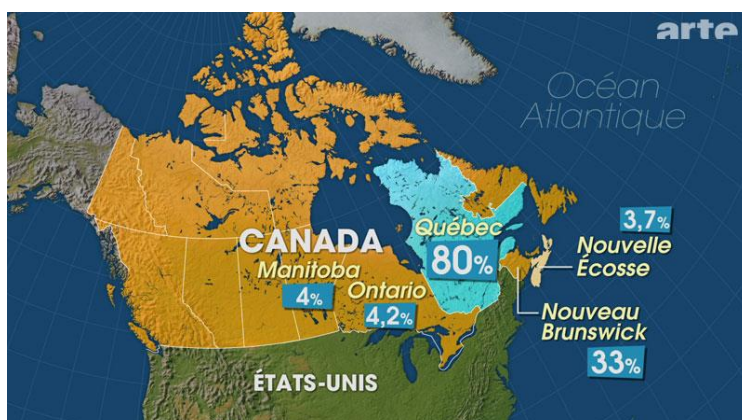 arte
Océan
Atlantique
Québec
80%
3,7%
Nouvelle
Écosse
CANADA
Manitoba
4%
Ontario
4,2%
Nouveau
Brunswick
33%
ÉTATS-UNIS